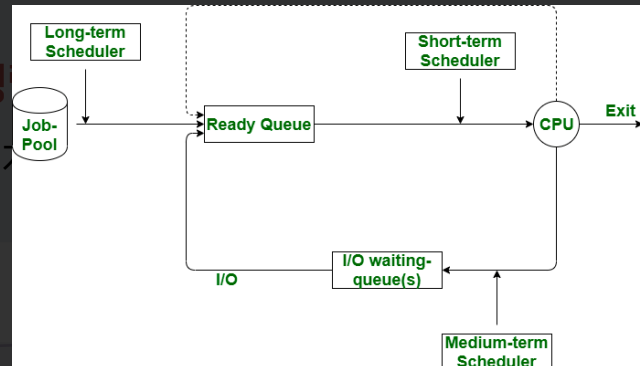 Long-term
Scheduler
Short-term
Scheduler
Job-
Pool
Ready Queue
CPU
Exit
I/O waiting-
queue(s)
I/O
Medium-term
Scheduler